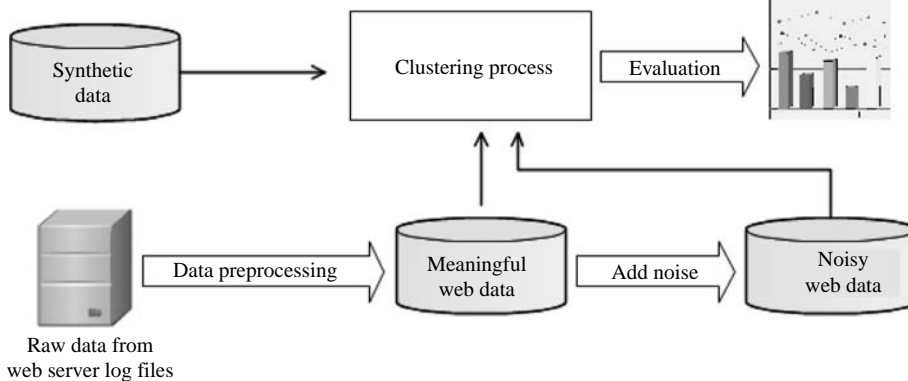 Synthetic
data
Clustering process
Evaluation
Data preprocessing
Meaningful
web data
Add noise
Noisy
web data
Raw data from
web server log files